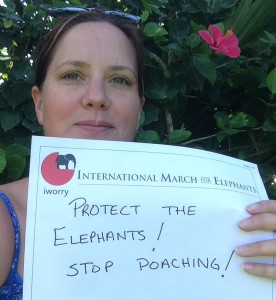 INTERNATIONAL MARCH FOR ELEPHANTS
iworry
PROTECT THE
ELEPHANTS!
STOP POACHING!